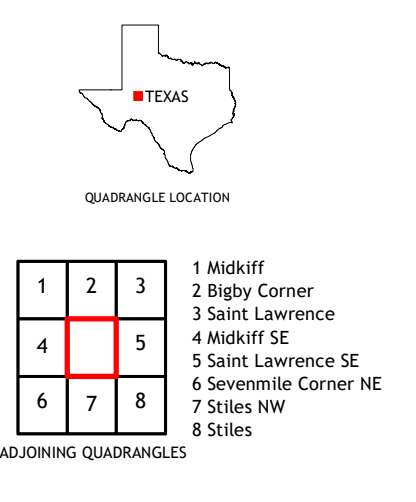 TEXAS
QUADRANGLE LOCATION
1 2 3
4 5
6 7 8
1 Midkiff
2 Bigby Corner
3 Saint Lawrence
4 Midkiff SE
5 Saint Lawrence SE
6 Sevenmile Corner NE
7 Stiles NW
8 Stiles
ADJOINING QUADRANGLES